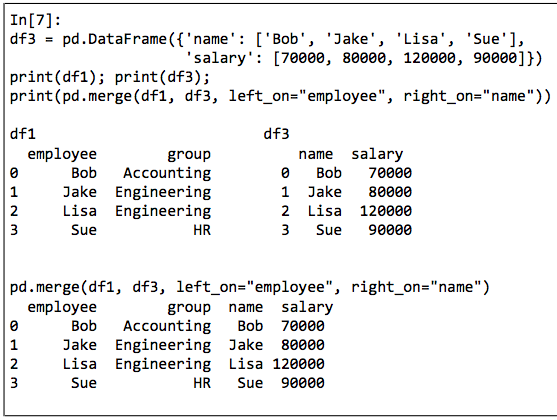 In[7]:
df3 = pd.DataFrame({'name': ['Bob', 'Jake', 'Lisa', 'Sue'],
                    'salary': [70000, 80000, 120000, 90000]})
print(df1); print(df3);
print(pd.merge(df1, df3, left_on="employee", right_on="name"))

df1                         df3
  employee        group         name  salary
0      Bob   Accounting       0  Bob   70000
1     Jake  Engineering       1 Jake   80000
2     Lisa  Engineering       2 Lisa  120000
3      Sue           HR       3  Sue   90000

pd.merge(df1, df3, left_on="employee", right_on="name")
  employee        group  name  salary
0      Bob   Accounting   Bob  70000
1     Jake  Engineering  Jake  80000
2     Lisa  Engineering  Lisa 120000
3      Sue           HR   Sue  90000